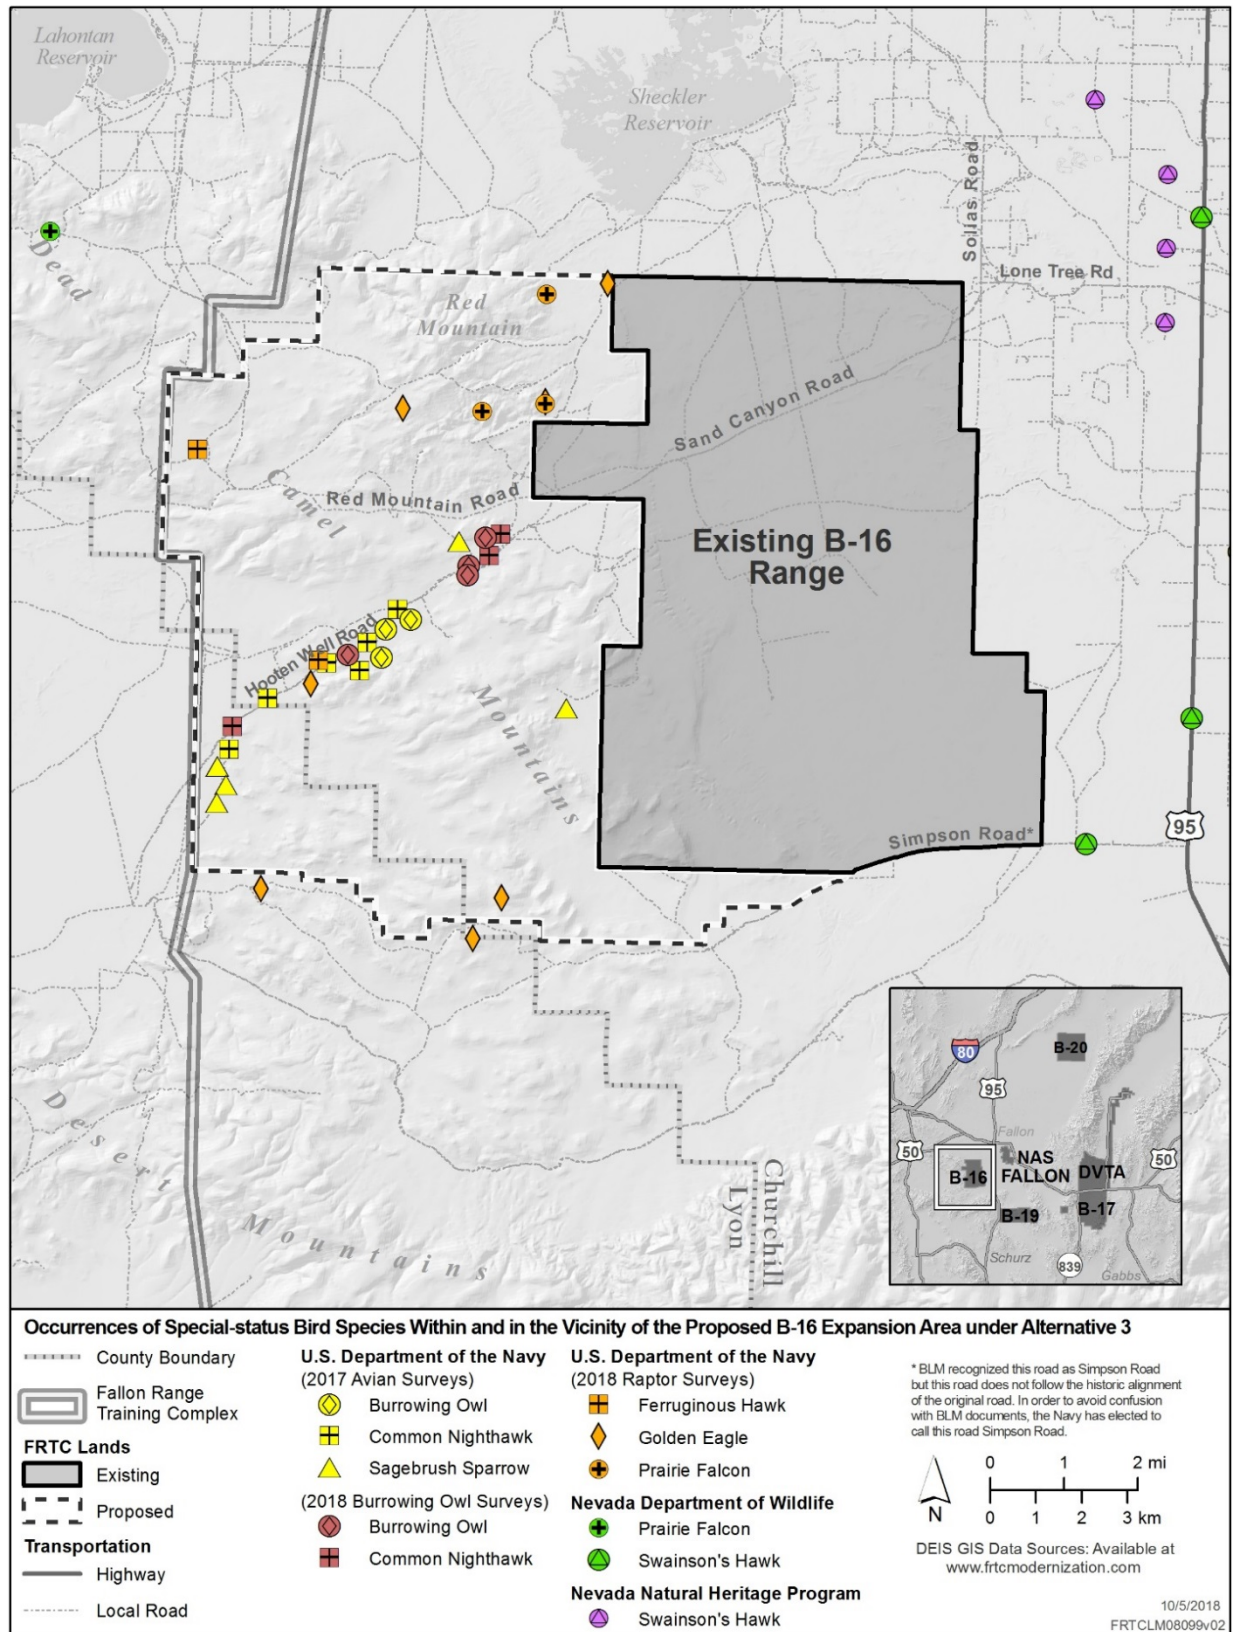 Lahontan
Reservoir
Sheckler
Reservoir
Solias Road
Dead
Lone Tree Rd
Red
Mountain
Sand Canyon Road
Camel
Red Mountain Road
Existing B-16
Range
Hooten Well Road
Mountains
Simpson Road*
95
Desert
Mountains
Churchill
Lyon
80
B-20
95
Fallon
50
NAS
FALLON
DVTA
50
B-16
B-17
B-19
Schurz
839
Gabbs
Occurrences of Special-status Bird Species Within and in the Vicinity of the Proposed B-16 Expansion Area under Alternative 3
County Boundary
Fallon Range
Training Complex
FRTC Lands
Existing
Proposed
Transportation
Highway
Local Road
U.S. Department of the Navy
(2017 Avian Surveys)
Burrowing Owl
Common Nighthawk
Sagebrush Sparrow
(2018 Burrowing Owl Surveys)
Burrowing Owl
Common Nighthawk
U.S. Department of the Navy
(2018 Raptor Surveys)
Ferruginous Hawk
Golden Eagle
Prairie Falcon
Nevada Department of Wildlife
Prairie Falcon
Swainson's Hawk
Nevada Natural Heritage Program
Swainson's Hawk
* BLM recognized this road as Simpson Road
but this road does not follow the historic alignment
of the original road. In order to avoid confusion
with BLM documents, the Navy has elected to
call this road Simpson Road.
N
0 1 2 mi
0 1 2 3 km
DEIS GIS Data Sources: Available at
www.frtcmodernization.com
10/5/2018
FRTCLM08099v02